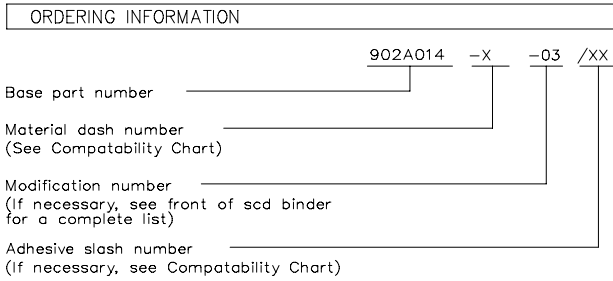 ORDERING INFORMATION
902A014 -X -03 /XX
Base part number
Material dash number
(See Compatability Chart)
Modification number
(If necessary, see front of scd binder
for a complete list)
Adhesive slash number
(If necessary, see Compatability Chart)